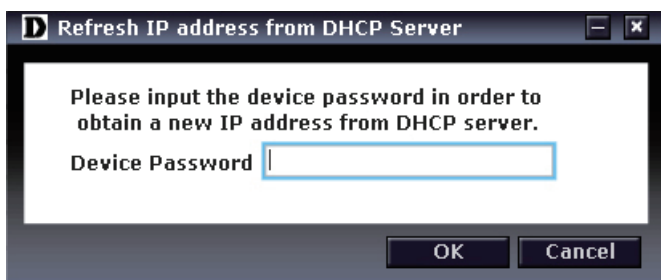 D Refresh IP address from DHCP Server
Please input the device password in order to
obtain a new IP address from DHCP server.
Device Password
OK Cancel